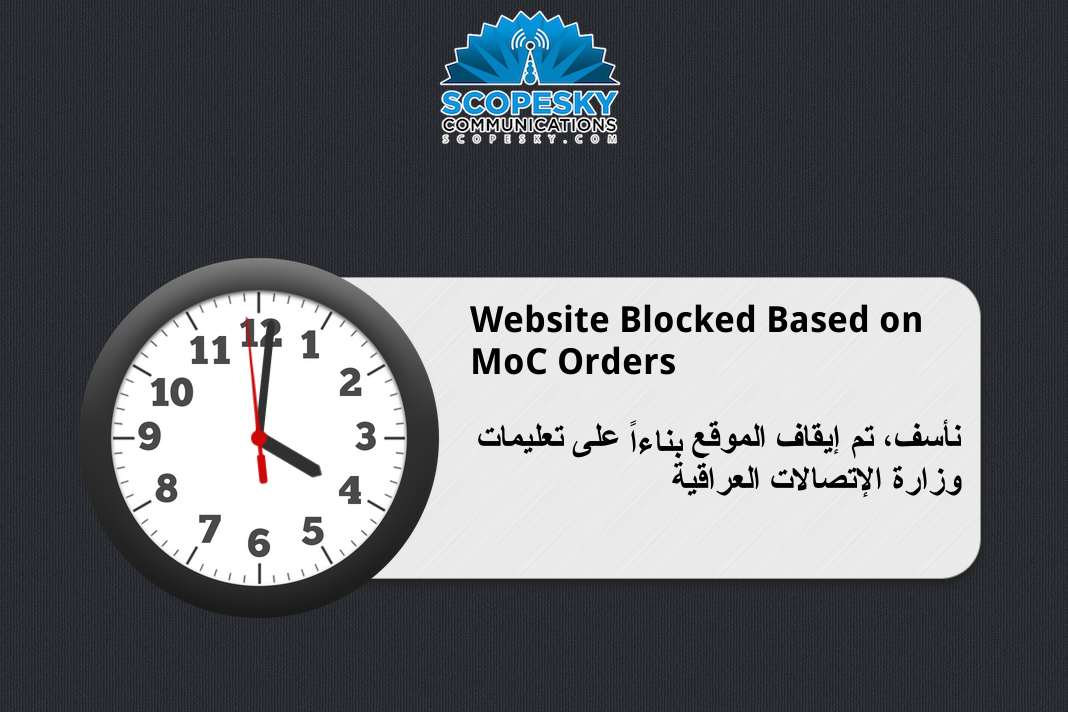 SCOPESKY
COMMUNICATIONS
SCOPESKY.COM
Website Blocked Based on
MoC Orders
نأسف، تم إيقاف الموقع بناءاً على تعليمات
وزارة الإتصالات العراقية
12
1
2
3
4
5
6
7
8
9
10
11